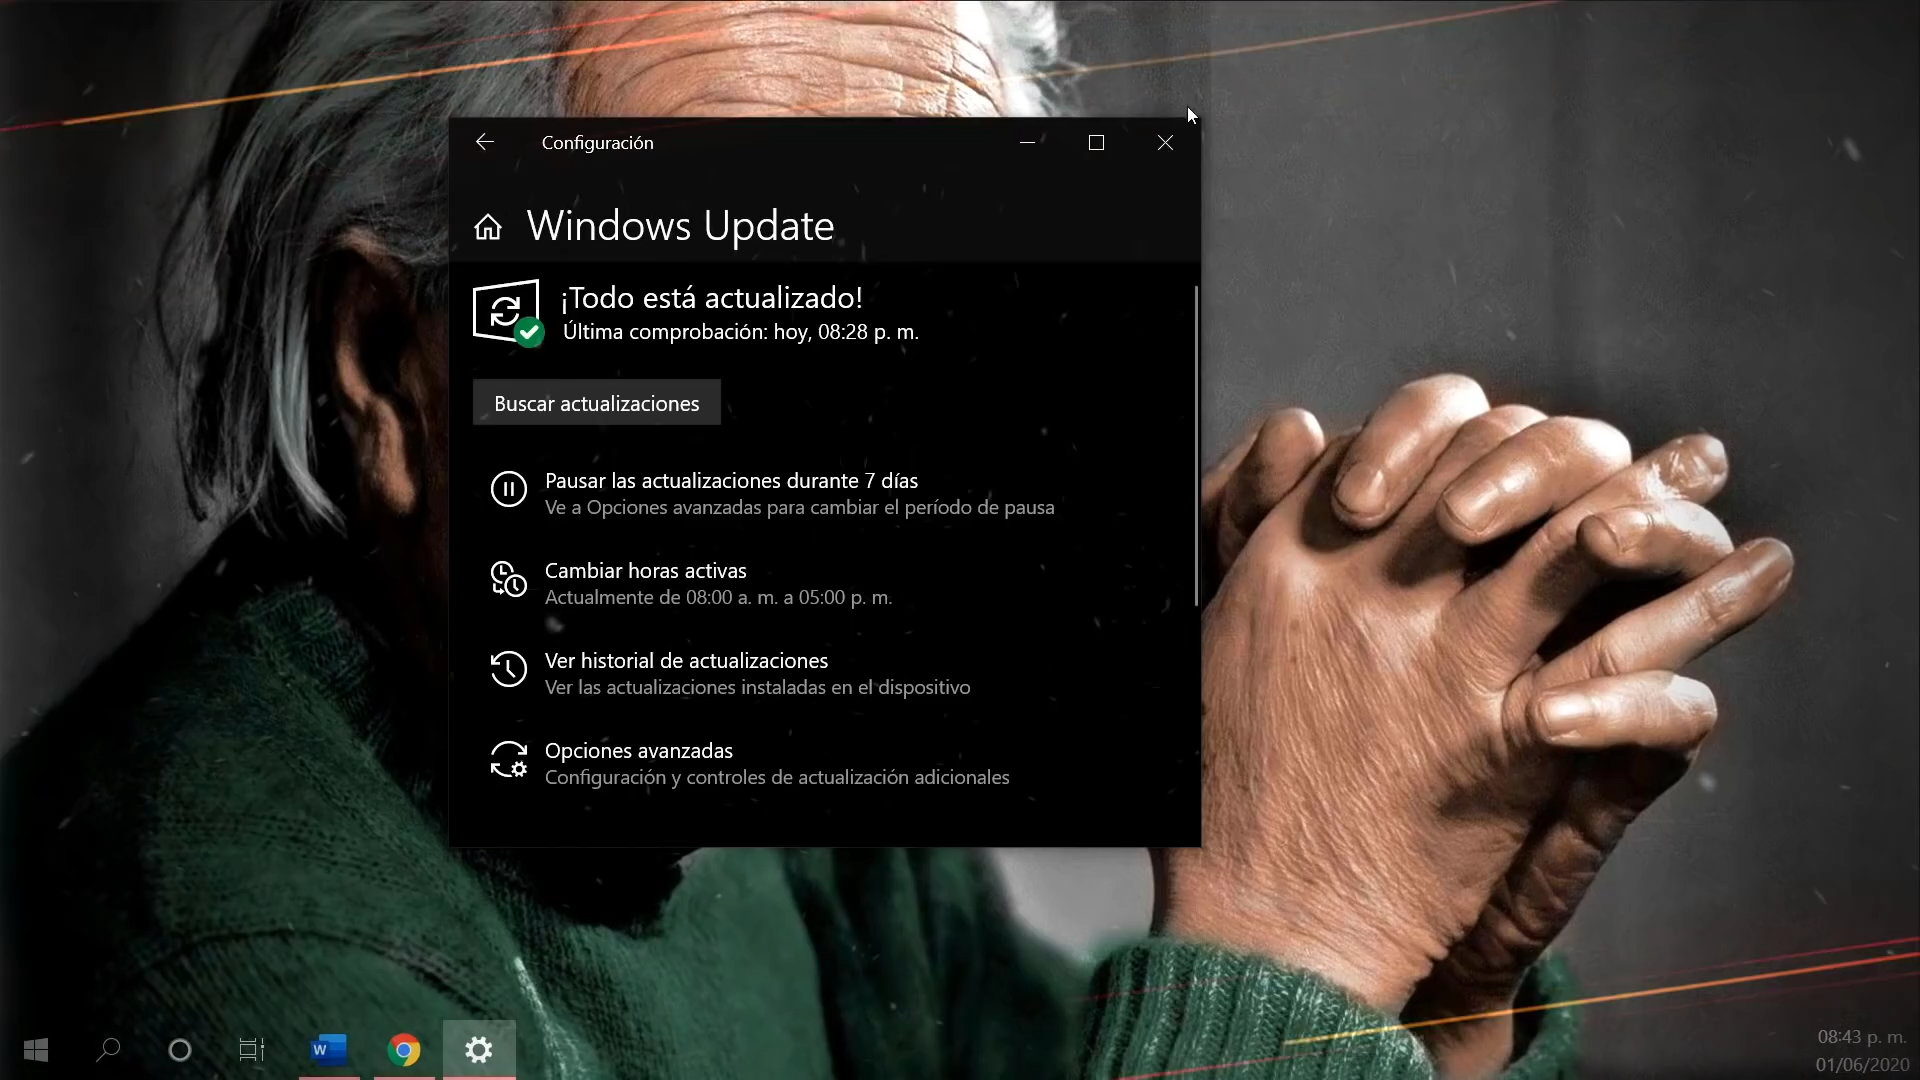 Configuración
Windows Update
¡Todo está actualizado!
Última comprobación: hoy, 08:28 p. m.
Buscar actualizaciones
Pausar las actualizaciones durante 7 días
Ve a Opciones avanzadas para cambiar el período de pausa
Cambiar horas activas
Actualmente de 08:00 a. m. a 05:00 p. m.
Ver historial de actualizaciones
Ver las actualizaciones instaladas en el dispositivo
Opciones avanzadas
Configuración y controles de actualización adicionales
W
08:43 p. m.
01/06/2020